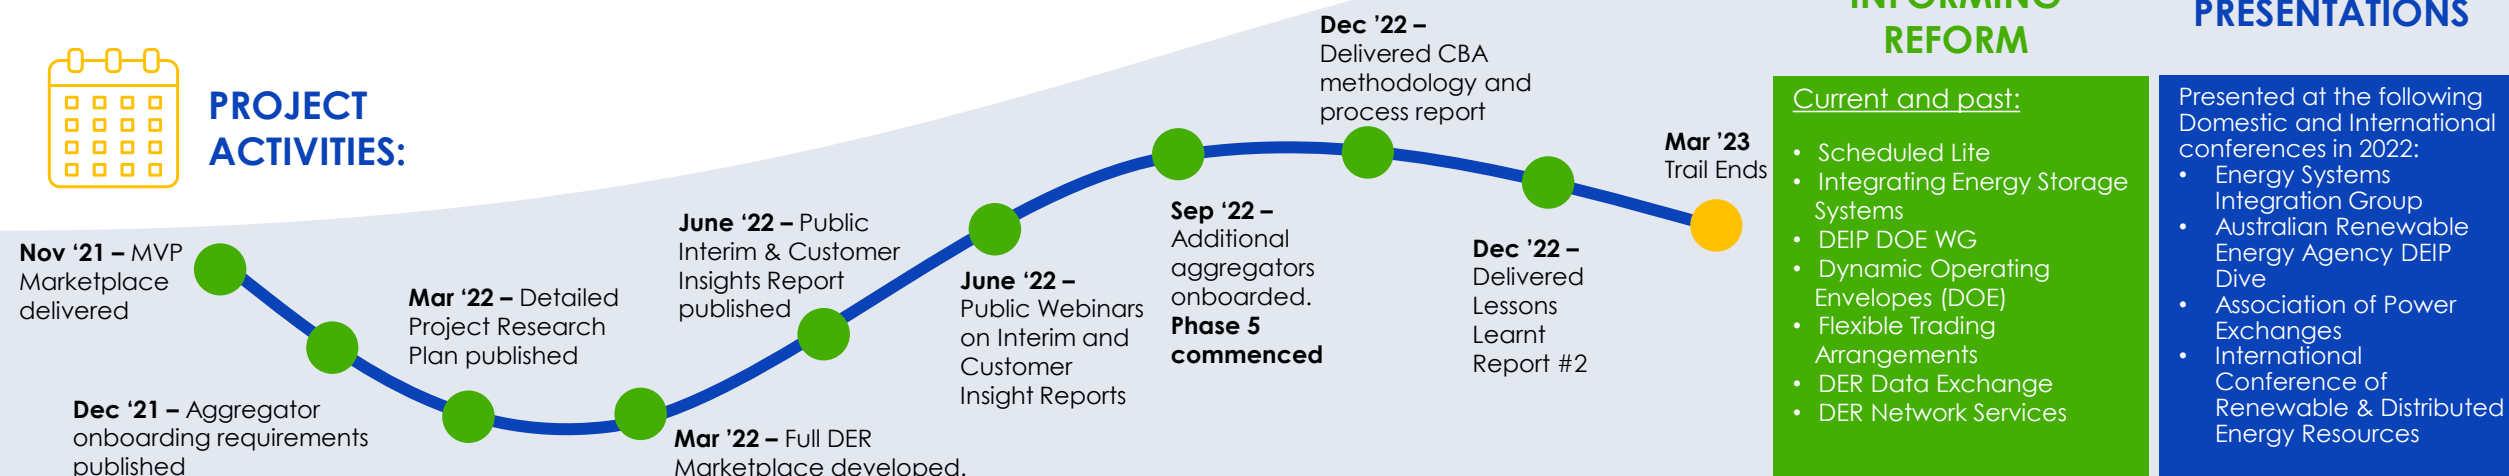 PROJECT
ACTIVITIES:
Nov ‘21 – MVP
Marketplace
delivered
Dec ‘21 – Aggregator
onboarding requirements
published
Mar ‘22 – Detailed
Project Research
Plan published
Mar ‘22 – Full DER
Marketplace developed.
June ‘22 – Public
Interim & Customer
Insights Report
published
June ‘22 –
Public Webinars
on Interim and
Customer
Insight Reports
Sep ‘22 –
Additional
aggregators
onboarded.
Phase 5
commenced
Dec ’22 –
Delivered CBA
methodology and
process report
Dec ’22 –
Delivered
Lessons
Learnt
Report #2
Mar ’23
Trail Ends
INFORMING
REFORM
Current and past:
• Scheduled Lite
• Integrating Energy Storage
Systems
• DEIP DOE WG
• Dynamic Operating
Envelopes (DOE)
• Flexible Trading
Arrangements
• DER Data Exchange
• DER Network Services
PRESENTATIONS
Presented at the following
Domestic and International
conferences in 2022:
• Energy Systems
Integration Group
• Australian Renewable
Energy Agency DEIP
Dive
• Association of Power
Exchanges
• International
Conference of
Renewable & Distributed
Energy Resources